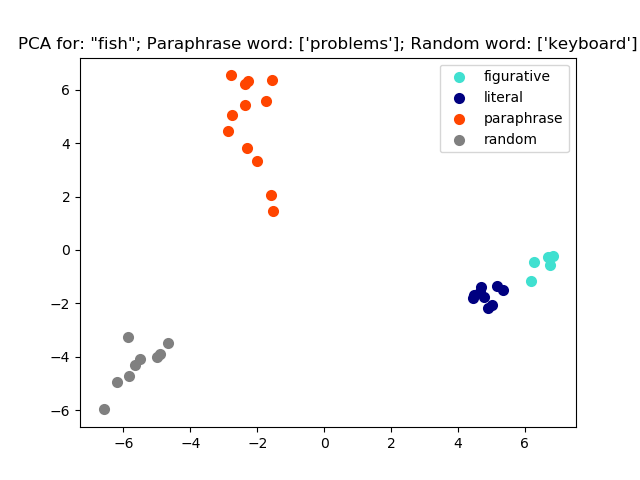 PCA for: "fish"; Paraphrase word: ['problems']; Random word: ['keyboard']
figurative
literal
paraphrase
random
6
4
2
0
−2
−4
−6
−6
−4
−2
0
2
4
6